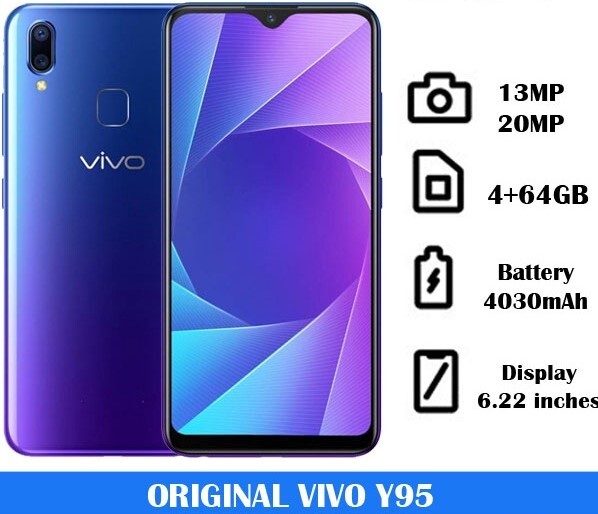 vivo
13MP
20MP
4+64GB
Battery
4030mAh
Display
6.22 inches
ORIGINAL VIVO Y95